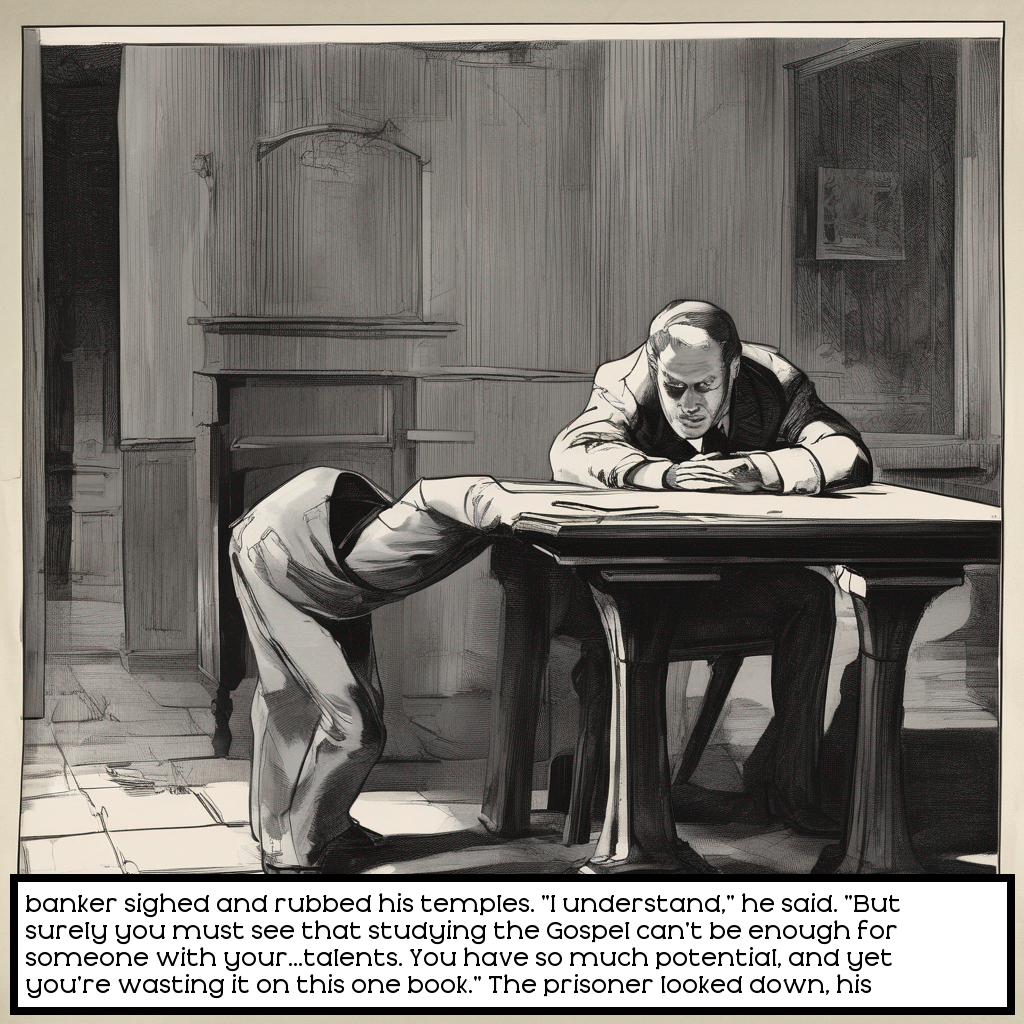 banker sighed and rubbed his temples. "I understand," he said. "But
surely you must see that studying the Gospel can't be enough for
someone with your...talents. You have so much potential, and yet
you're wasting it on this one book." The prisoner looked down, his